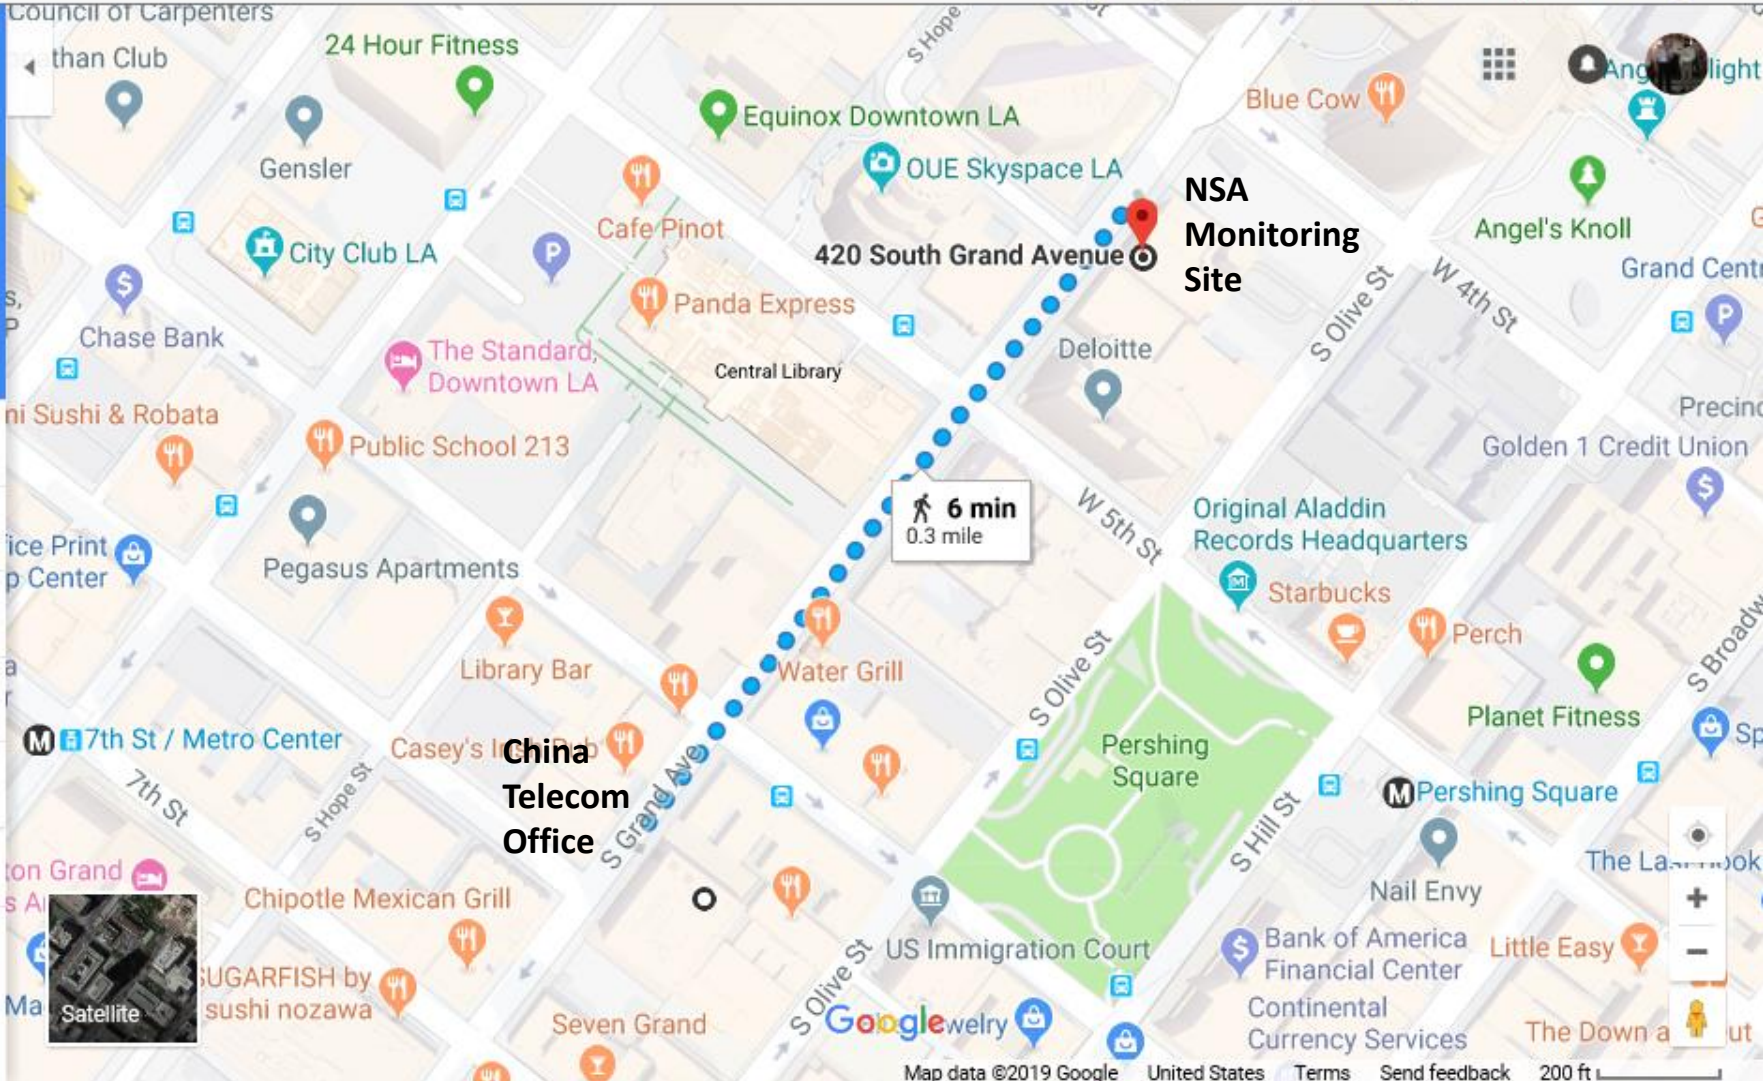 Council of Carpenters
than Club
24 Hour Fitness
S Hope
St
Gensler
Equinox Downtown LA
Blue Cow
OUE Skyspace LA
light
Cafe Pinot
City Club LA
P
420 South Grand Avenue
NSA
Monitoring
Site
Angel's Knoll
Panda Express
Chase Bank
The Standard,
Downtown LA
Central Library
Deloitte
S Olive St
W 4th St
P
mi Sushi & Robata
Public School 213
Golden 1 Credit Union
6 min
0.3 mile
W 5th St
Original Aladdin
Records Headquarters
Pegasus Apartments
Starbucks
Perch
Library Bar
Water Grill
S Olive St
Planet Fitness
M 7th St / Metro Center
Casey's Irish Pub
China
Telecom
Office
S Grand Ave
Pershing
Square
M Pershing Square
7th St
S Hope St
S Hill St
Chipotle Mexican Grill
Nail Envy
US Immigration Court
Bank of America
Financial Center
Little Easy
SUGARFISH by
sushi nozawa
Satellite
Seven Grand
S Olive St
Google
Continental
Currency Services
Map data ©2019 Google United States Terms Send feedback 200 ft